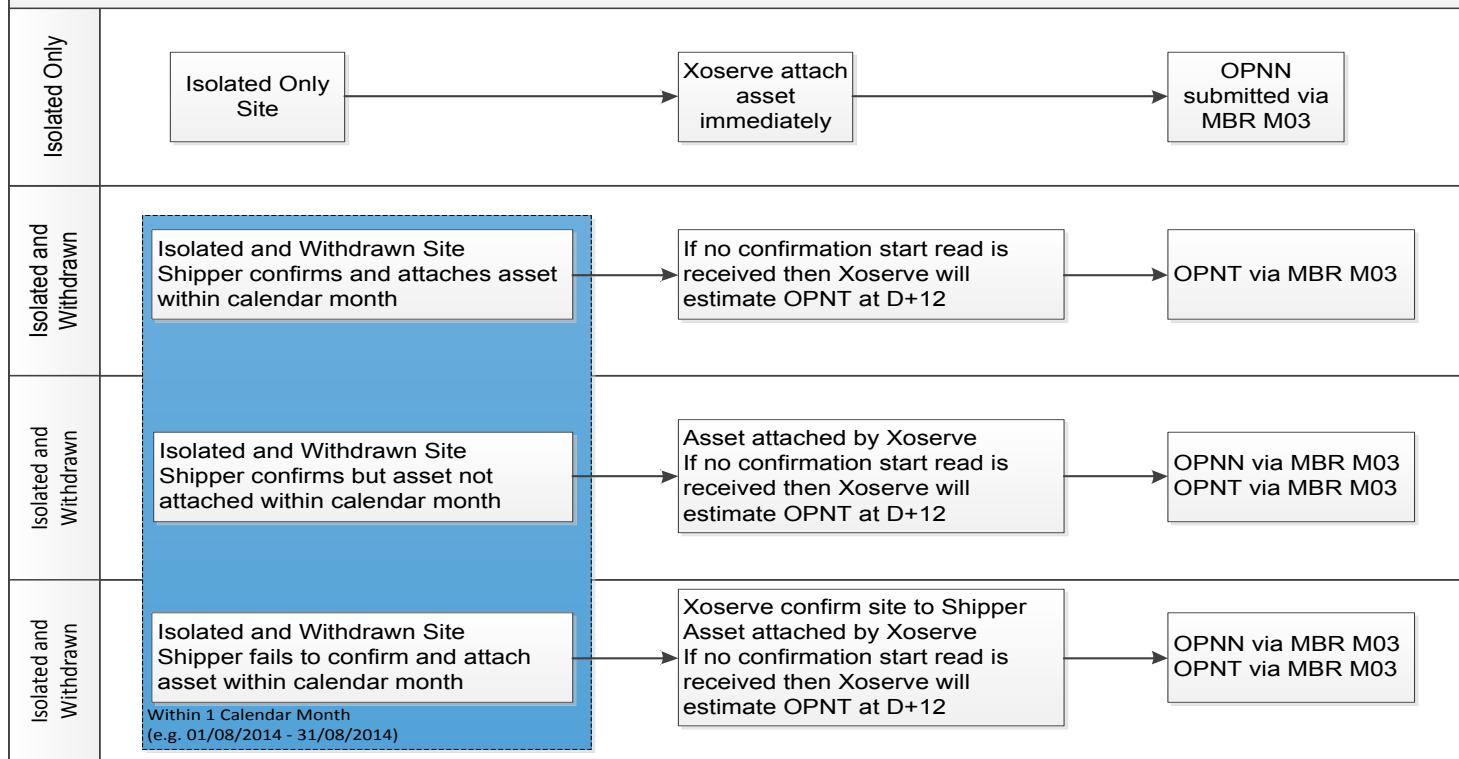 Isolated Only
Isolated Only
Site
Xoserve attach
asset
immediately
OPNN
submitted via
MBR M03
Isolated and
Withdrawn
Isolated and Withdrawn Site
Shipper confirms and attaches asset
within calendar month
If no confirmation start read is
received then Xoserve will
estimate OPNT at D+12
OPNT via MBR M03
Isolated and
Withdrawn
Isolated and Withdrawn Site
Shipper confirms but asset not
attached within calendar month
Asset attached by Xoserve
If no confirmation start read is
received then Xoserve will
estimate OPNT at D+12
OPNN via MBR M03
OPNT via MBR M03
Isolated and
Withdrawn
Isolated and Withdrawn Site
Shipper fails to confirm and attach
asset within calendar month
Within 1 Calendar Month
(e.g. 01/08/2014 - 31/08/2014)
Xoserve confirm site to Shipper
Asset attached by Xoserve
If no confirmation start read is
received then Xoserve will
estimate OPNT at D+12
OPNN via MBR M03
OPNT via MBR M03